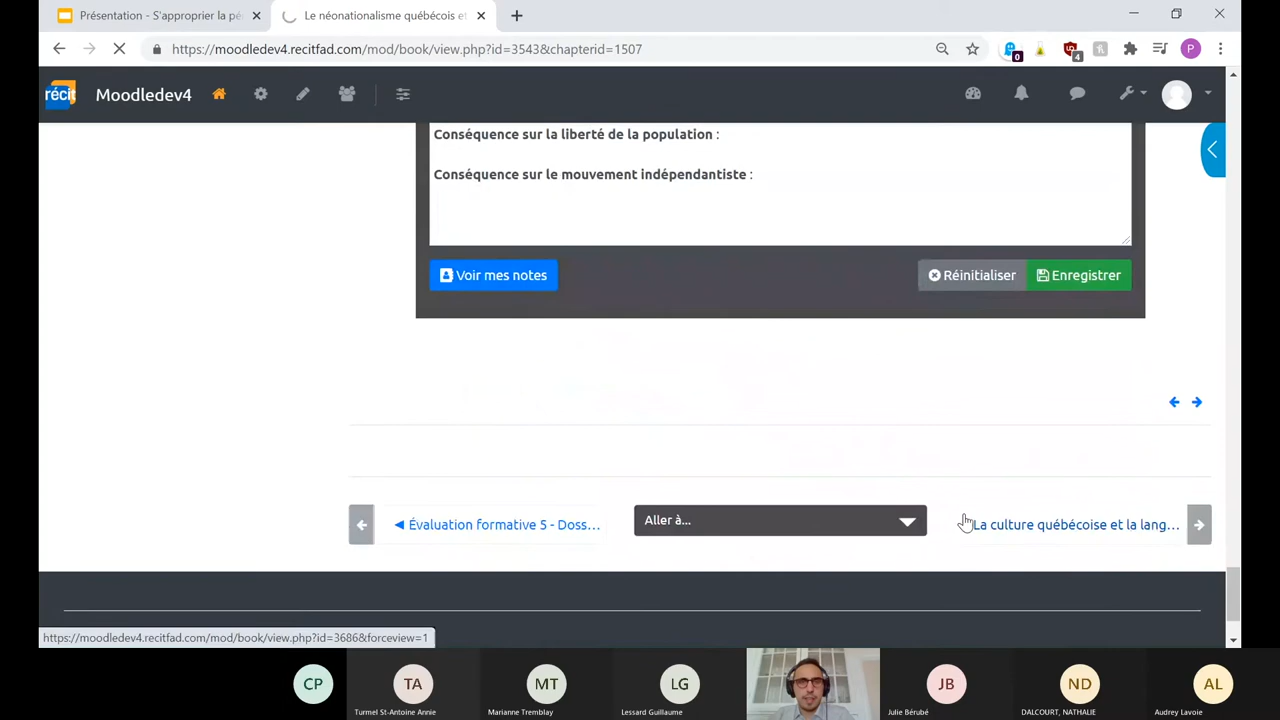 Présentation - S'approprier la pé
Le néonationalisme québécois et
https://moodledev4.recitfad.com/mod/book/view.php?id=3543&chapterid=1507
0
4
P
récit
Moodledev4
Conséquence sur la liberté de la population :
Conséquence sur le mouvement indépendantiste :
Voir mes notes
Réinitialiser
Enregistrer
◄ Évaluation formative 5 - Doss...
Aller à...
La culture québécoise et la lang...
https://moodledev4.recitfad.com/mod/book/view.php?id=3686&forceview=1
CP
TA
MT
LG
JB
ND
AL
Turmel St-Antoine Annie
Marianne Tremblay
Lessard Guillaume
Julie Bérubé
DALCOURT, NATHALIE
Audrey Lavoie